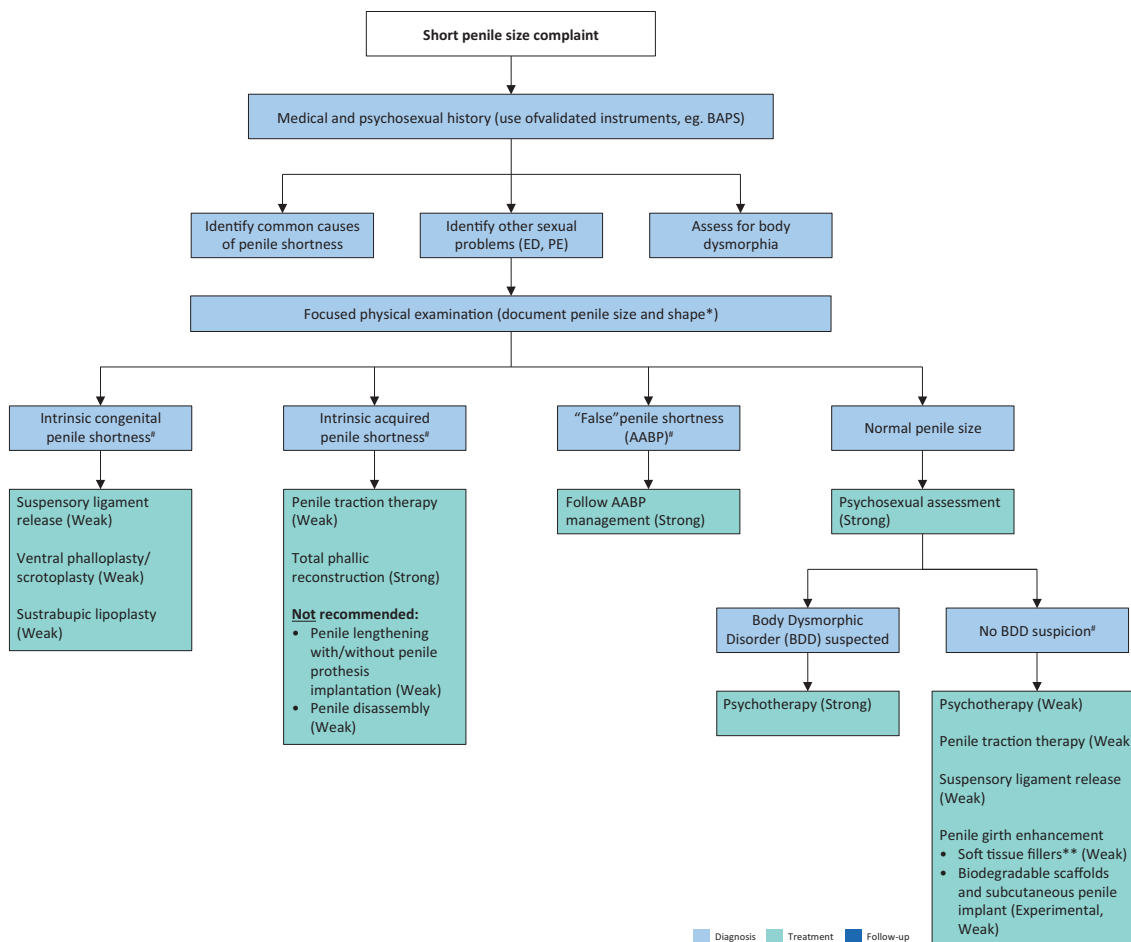 Short penile size complaint
Medical and psychosexual history (use ofvalidated instruments, eg. BAPS)
Identify common causes
of penile shortness
Identify other sexual
problems (ED, PE)
Assess for body
dysmorphia
Focused physical examination (document penile size and shape*)
Intrinsic congenital
penile shortness#
Intrinsic acquired
penile shortness#
"False"penile shortness
(AABP)#
Normal penile size
Suspensory ligament
release (Weak)
Ventral phalloplasty/
scrotoplasty (Weak)
Sustrabupic lipoplasty
(Weak)
Penile traction therapy
(Weak)
Total phallic
reconstruction (Strong)
Not recommended:
• Penile lengthening
with/without penile
prothesis
implantation (Weak)
• Penile disassembly
(Weak)
Follow AABP
management (Strong)
Psychosexual assessment
(Strong)
Body Dysmorphic
Disorder (BDD) suspected
No BDD suspicion#
Psychotherapy (Strong)
Psychotherapy (Weak)
Penile traction therapy (Weak
Suspensory ligament release
(Weak)
Penile girth enhancement
• Soft tissue fillers** (Weak)
• Biodegradable scaffolds
and subcutaneous penile
implant (Experimental,
Weak)
Diagnosis Treatment Follow-up